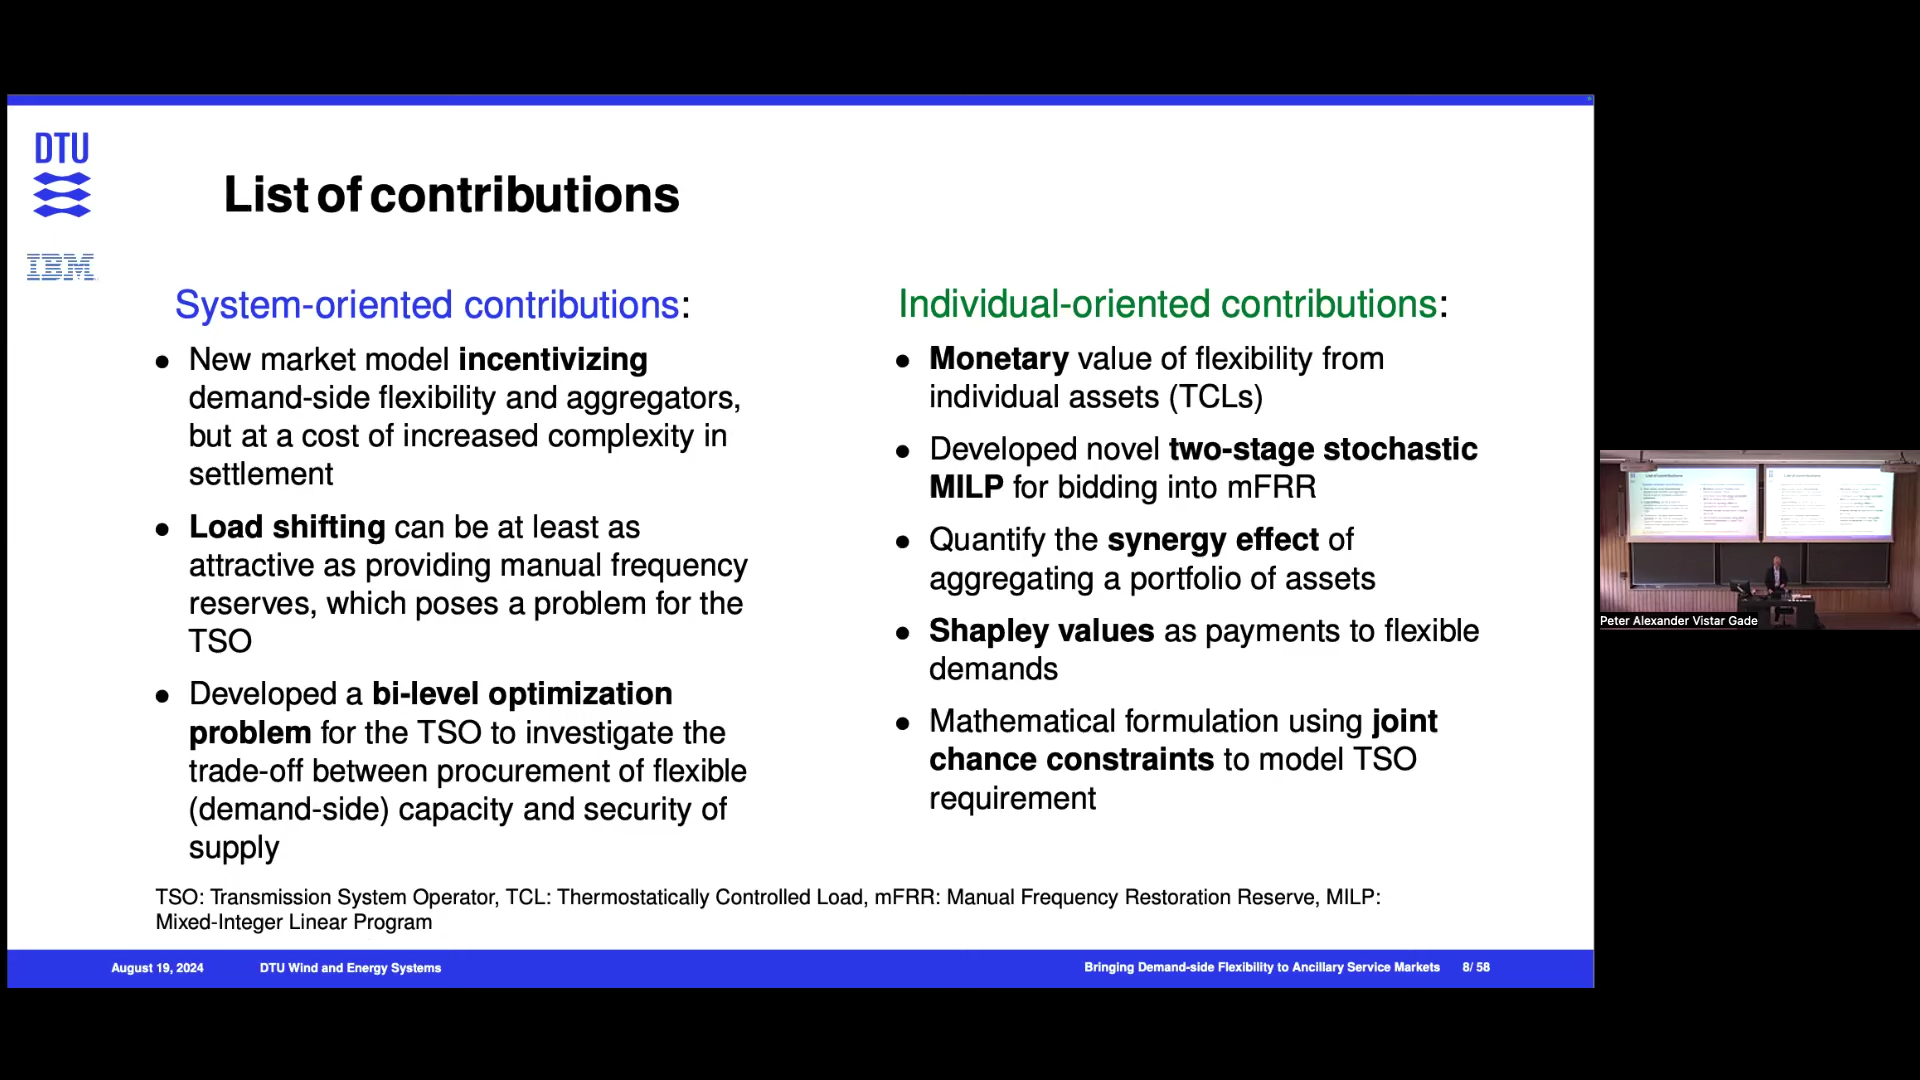 DTU
IBM
List of contributions
System-oriented contributions:
• New market model incentivizing
demand-side flexibility and aggregators,
but at a cost of increased complexity in
settlement
• Load shifting can be at least as
attractive as providing manual frequency
reserves, which poses a problem for the
TSO
• Developed a bi-level optimization
problem for the TSO to investigate the
trade-off between procurement of flexible
(demand-side) capacity and security of
supply
Individual-oriented contributions:
• Monetary value of flexibility from
individual assets (TCLs)
• Developed novel two-stage stochastic
MILP for bidding into mFRR
• Quantify the synergy effect of
aggregating a portfolio of assets
• Shapley values as payments to flexible
demands
• Mathematical formulation using joint
chance constraints to model TSO
requirement
TSO: Transmission System Operator, TCL: Thermostatically Controlled Load, mFRR: Manual Frequency Restoration Reserve, MILP:
Mixed-Integer Linear Program
August 19, 2024 DTU Wind and Energy Systems Bringing Demand-side Flexibility to Ancillary Service Markets 8/ 58
Peter Alexander Vistar Gade